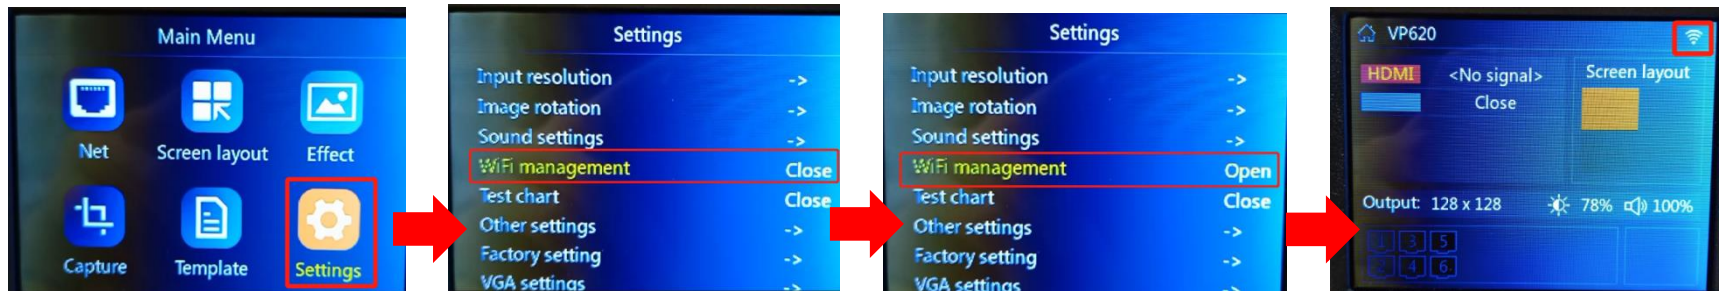 Main Menu
Net Screen layout Effect
Capture Template Settings
Settings
Input resolution ->
Image rotation ->
Sound settings ->
WiFi management Close
Test chart Close
Other settings ->
Factory setting ->
VGA settings ->
Settings
Input resolution ->
Image rotation ->
Sound settings ->
WiFi management Open
Test chart Close
Other settings ->
Factory setting ->
VGA settings ->
VP620
HDMI <No signal> Screen layout
Close
Output: 128 x 128 78% 100%
1 3 5
2 4 6